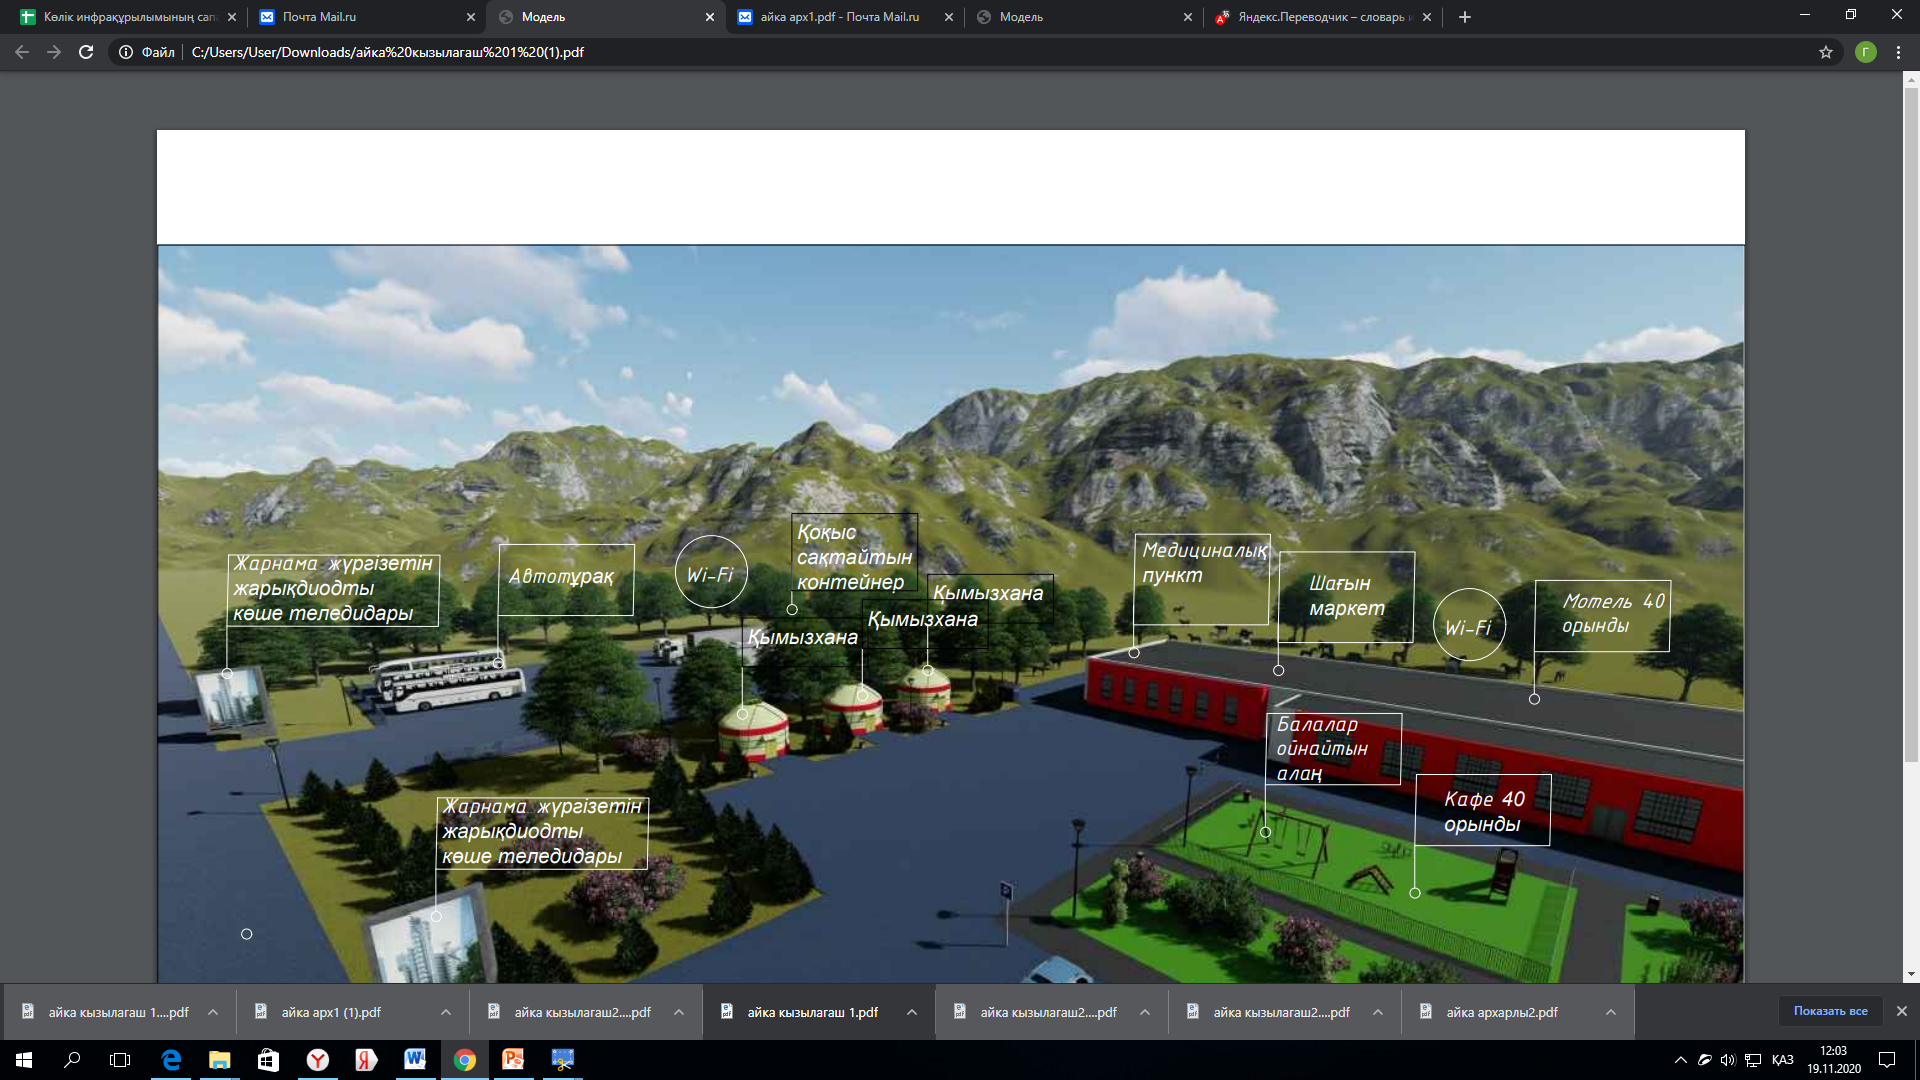 Көлік инфрақұрылымының сапа
Почта Mail.ru
Модель
айка арх1.pdf - Почта Mail.ru
Модель
Яндекс.Переводчик – словарь и
Файл
C:/Users/User/Downloads/айка%20кызылагаш%201%20(1).pdf
Г
Қоқыс
сақтайтын
контейнер
Медициналық
пункт
Жарнама жүргізетін
жарықдиодты
көше теледидары
Автотұрақ
Wi-Fi
Қымызхана
Қымызхана
Қымызхана
Шағын
маркет
Wi-Fi
Мотель 40
орынды
Балалар
ойнайтын
алаң
Кафе 40
орынды
Жарнама жүргізетін
жарықдиодты
көше теледидары
айка кызылагаш 1....pdf
айка арх1 (1).pdf
айка кызылагаш2....pdf
айка кызылагаш 1.pdf
айка кызылагаш2....pdf
айка кызылагаш2....pdf
айка архарлы2.pdf
Показать все
ҚАЗ
12:03
19.11.2020